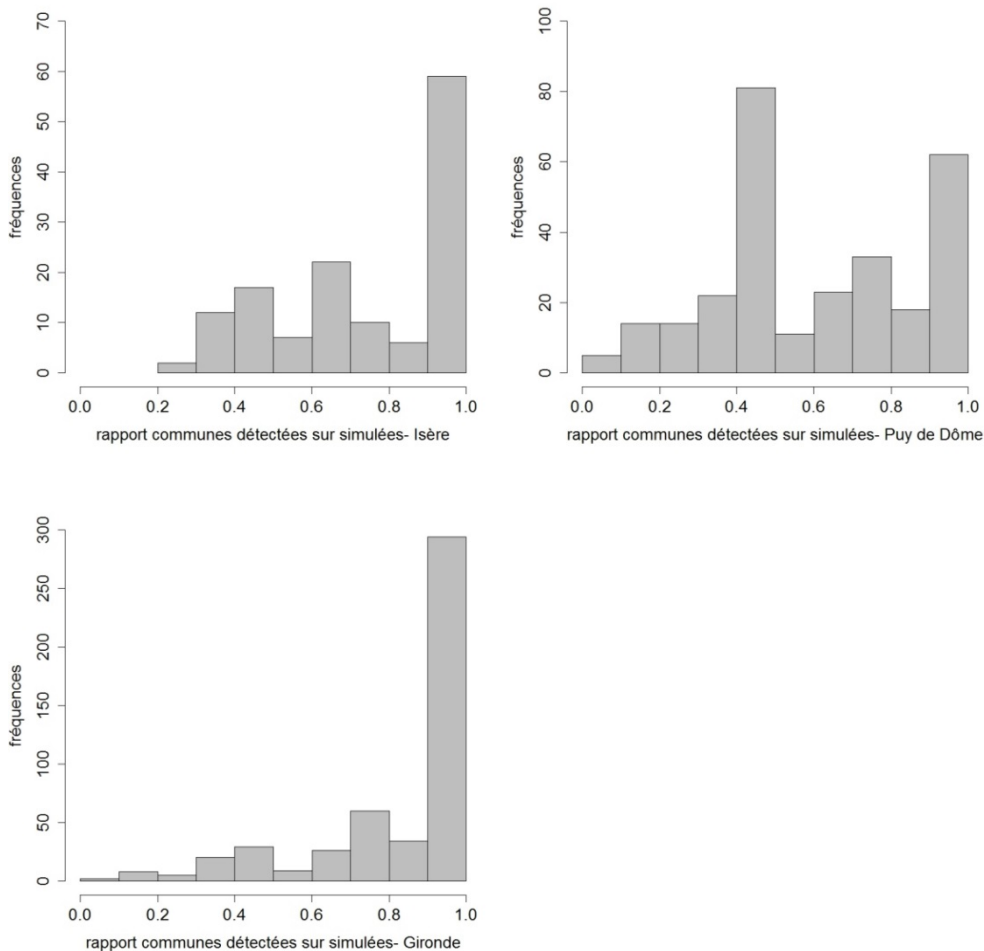 70
60
50
40
30
20
10
0
fréquences
0.0 0.2 0.4 0.6 0.8 1.0
rapport communes détectées sur simulées- Isère
100
80
60
40
20
0
fréquences
0.0 0.2 0.4 0.6 0.8 1.0
rapport communes détectées sur simulées- Puy de Dôme
300
250
200
150
100
50
0
fréquences
0.0 0.2 0.4 0.6 0.8 1.0
rapport communes détectées sur simulées- Gironde